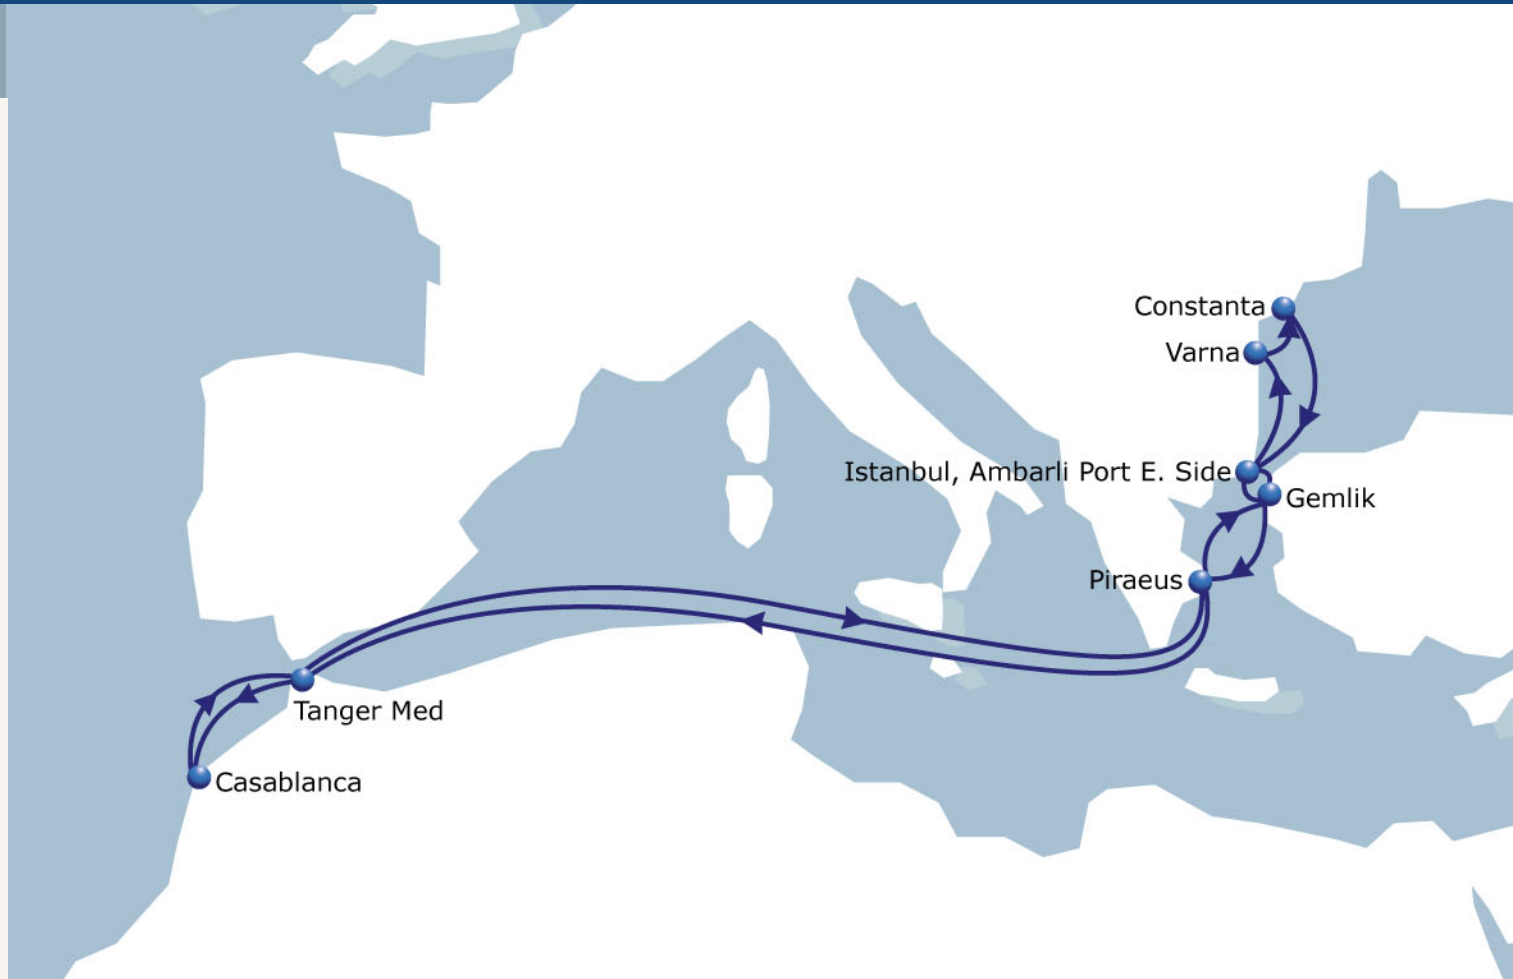 Constanta
Varna
Istanbul, Ambarli Port E. Side
Gemlik
Piraeus
Tanger Med
Casablanca